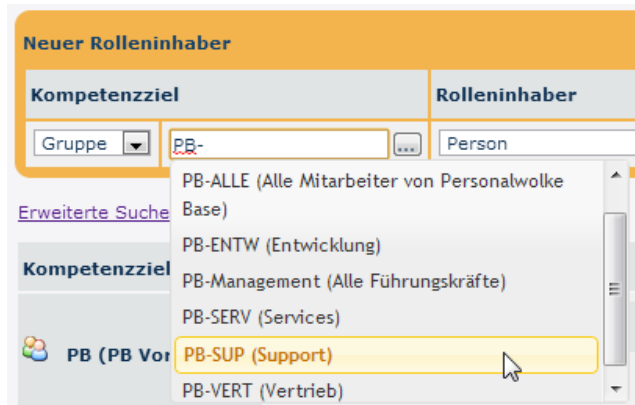 Neuer Rolleninhaber
Kompetenzziel
Rolleninhaber
Gruppe
PB-
...
Person
PB-ALLE (Alle Mitarbeiter von Personalwolke
Base)
Erweiterte Suche
PB-ENTW (Entwicklung)
Kompetenzziel
PB-Management (Alle Führungskräfte)
PB-SERV (Services)
PB (PB Vor
PB-SUP (Support)
PB-VERT (Vertrieb)